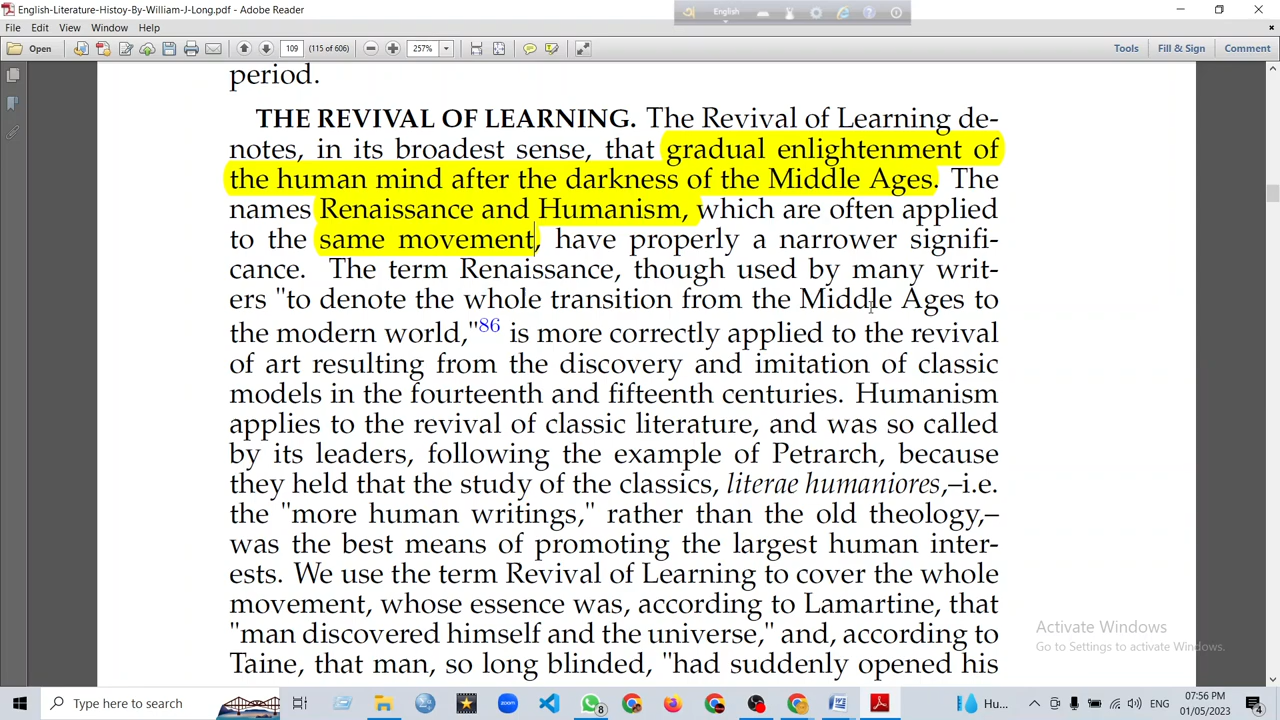 English-Literature-Histoy-By-William-J-Long.pdf - Adobe Reader
English
File Edit View Window Help
Open 109 (115 of 606) 257% Tools Fill & Sign Comment
period.
THE REVIVAL OF LEARNING. The Revival of Learning de-
notes, in its broadest sense, that gradual enlightenment of
the human mind after the darkness of the Middle Ages. The
names Renaissance and Humanism, which are often applied
to the same movement, have properly a narrower signifi-
cance. The term Renaissance, though used by many writ-
ers "to denote the whole transition from the Middle Ages to
the modern world,"86 is more correctly applied to the revival
of art resulting from the discovery and imitation of classic
models in the fourteenth and fifteenth centuries. Humanism
applies to the revival of classic literature, and was so called
by its leaders, following the example of Petrarch, because
they held that the study of the classics, literae humaniores,–i.e.
the "more human writings," rather than the old theology,–
was the best means of promoting the largest human inter-
ests. We use the term Revival of Learning to cover the whole
movement, whose essence was, according to Lamartine, that
"man discovered himself and the universe," and, according to
Taine, that man, so long blinded, "had suddenly opened his
Activate Windows
Go to Settings to activate Windows.
Type here to search
zoom
8
Hu...
ENG
07:56 PM
01/05/2023
4